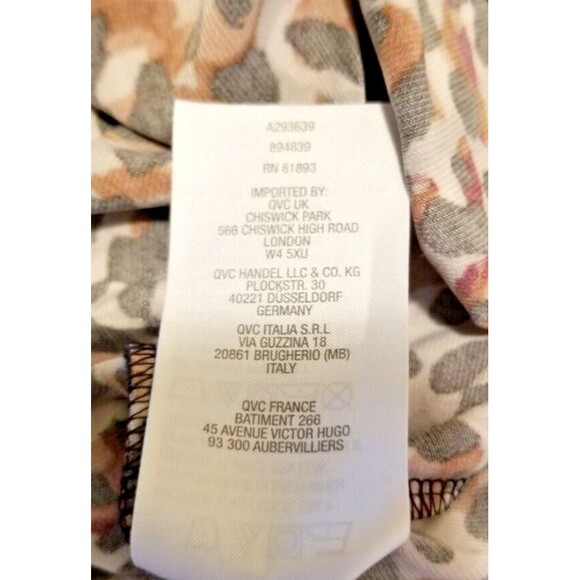 A293639
894839
RN 81893
IMPORTED BY:
QVC UK
CHISWICK PARK
566 CHISWICK HIGH ROAD
LONDON
W4 5XU
QVC HANDEL LLC & CO. KG
PLOCKSTR. 30
40221 DÜSSELDORF
GERMANY
QVC ITALIA S.R.L
VIA GUZZINA 18
20861 BRUGHERIO (MB)
ITALY
QVC FRANCE
BATIMENT 266
45 AVENUE VICTOR HUGO
93 300 AUBERVILLIERS